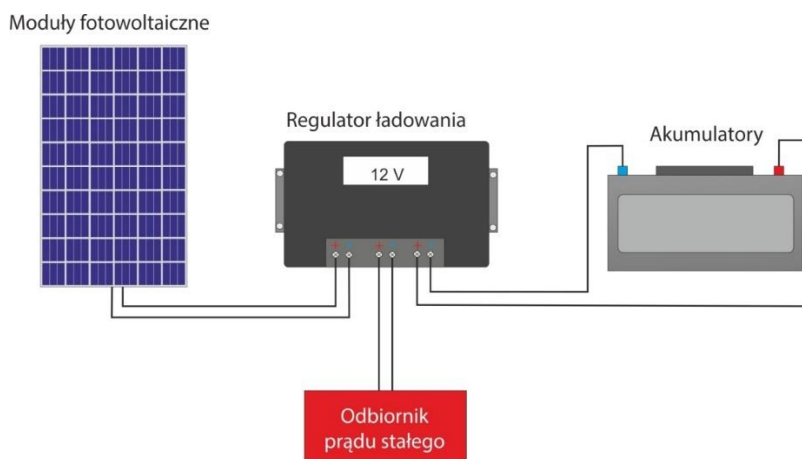 Moduły fotowoltaiczne
Regulator ładowania
12 V
Akumulatory
+ - + - + -
Odbiornik
prądu stałego